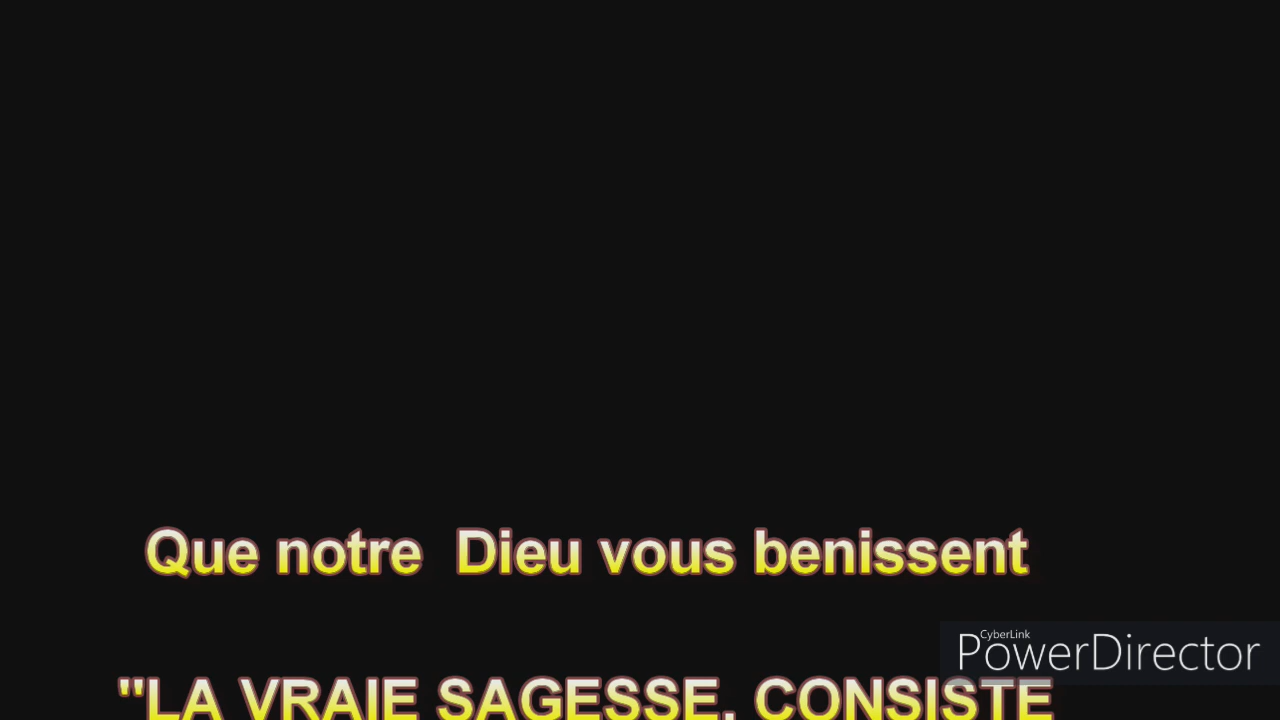 Que notre Dieu vous benissent
CyberLink
PowerDirector
"LA VRAIE SAGESSE, CONSISTE